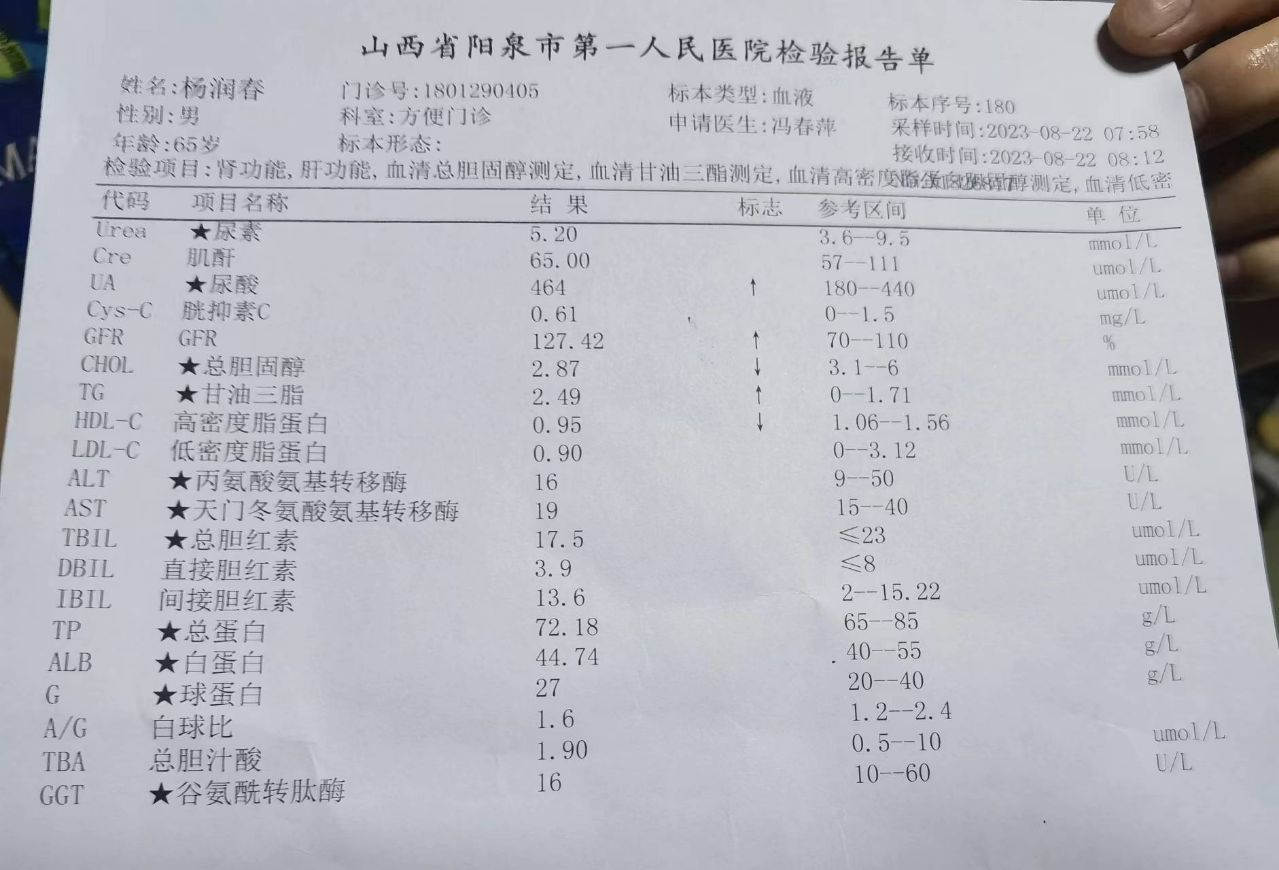 山西省阳泉市第一人民医院检验报告单
姓名:杨润春 门诊号:1801290405 标本类型:血液 标本序号:180
性别:男 科室:方便门诊 申请医生:冯春萍 采样时间:2023-08-22 07:58
年龄:65岁 标本形态: 接收时间:2023-08-22 08:12
检验项目:肾功能,肝功能,血清总胆固醇测定,血清甘油三酯测定,血清高密度脂蛋白胆固醇测定,血清低密
代码 项目名称 结 果 标志 参考区间 单 位
Urea ★尿素 5.20 3.6--9.5 mmol/L
Cre 肌酐 65.00 57--111 umol/L
UA ★尿酸 464 ↑ 180--440 umol/L
Cys-C 胱抑素C 0.61 0--1.5 mg/L
GFR GFR 127.42 ↑ 70--110 %
CHOL ★总胆固醇 2.87 ↓ 3.1--6 mmol/L
TG ★甘油三脂 2.49 ↑ 0--1.71 mmol/L
HDL-C 高密度脂蛋白 0.95 ↓ 1.06--1.56 mmol/L
LDL-C 低密度脂蛋白 0.90 0--3.12 mmol/L
ALT ★丙氨酸氨基转移酶 16 9--50 U/L
AST ★天门冬氨酸氨基转移酶 19 15--40 U/L
TBIL ★总胆红素 17.5 ≤23 umol/L
DBIL 直接胆红素 3.9 ≤8 umol/L
IBIL 间接胆红素 13.6 2--15.22 umol/L
TP ★总蛋白 72.18 65--85 g/L
ALB ★白蛋白 44.74 40--55 g/L
G ★球蛋白 27 20--40 g/L
A/G 白球比 1.6 1.2--2.4
TBA 总胆汁酸 1.90 0.5--10 umol/L
GGT ★谷氨酰转肽酶 16 10--60 U/L